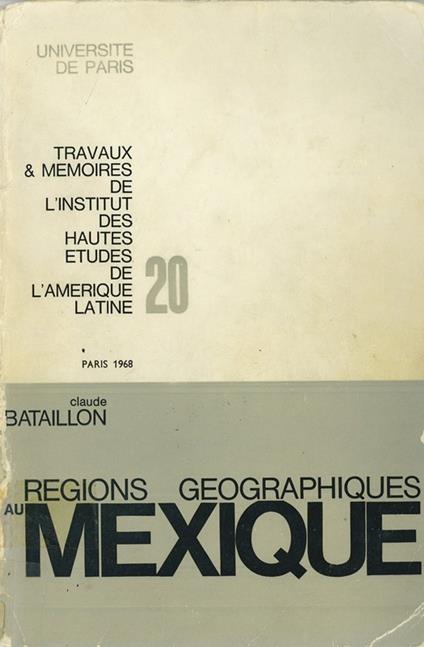 UNIVERSITE
DE PARIS
TRAVAUX
& MEMOIRES
DE
L'INSTITUT
DES
HAUTES
ETUDES
DE
L'AMERIQUE
LATINE
20
PARIS 1968
claude
BATAILLON
REGIONS GEOGRAPHIQUES
AU
MEXIQUE